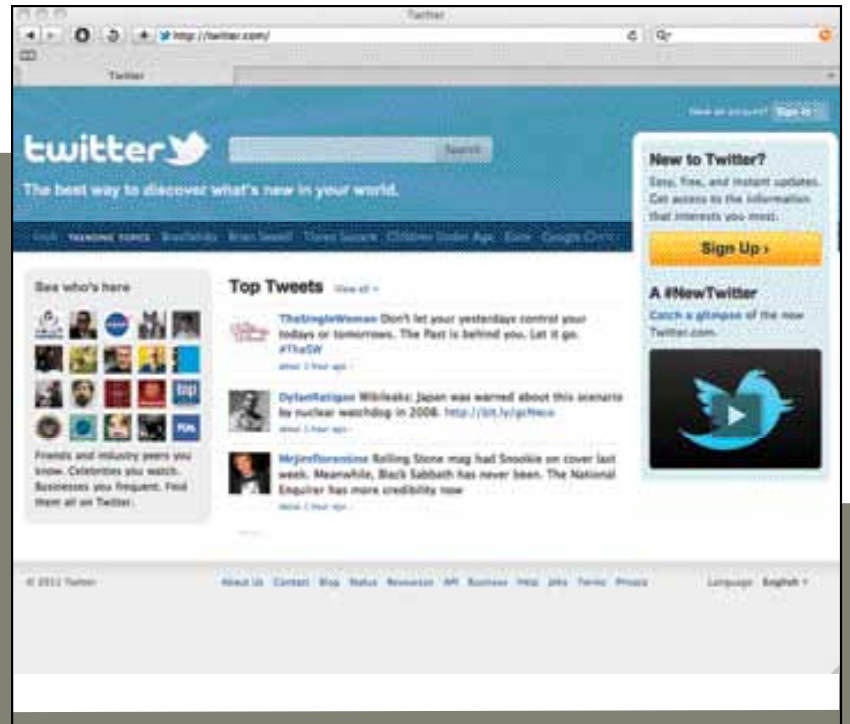 Twitter
http://twitter.com/
Twitter
Have an account? Sign in
twitter
Search
The best way to discover what's new in your world.
TRENDING TOPICS Times Square Children Under Age Google
New to Twitter?
Easy, free, and instant updates.
Get access to the information
that interests you most.
Sign Up ›
A #NewTwitter
Catch a glimpse of the new
Twitter.com.
See who's here
Friends and industry peers you
know. Celebrities you watch.
Businesses you frequent. Find
them all on Twitter.
Top Tweets View all
TheSingleWoman Don't let your yesterdays control your
todays or tomorrows. The Past is behind you. Let it go.
#TheSW
about 1 hour ago
DylanRatigan Wikileaks: Japan was warned about this scenario
by nuclear watchdog in 2008.
about 1 hour ago
MrJimFlorentine Rolling Stone mag had Snookie on cover last
week. Meanwhile, Black Sabbath has never been. The National
Enquirer has more credibility now
about 1 hour ago
© 2011 Twitter About Us Contact Blog Status Resources API Business Help Jobs Terms Privacy Language: English